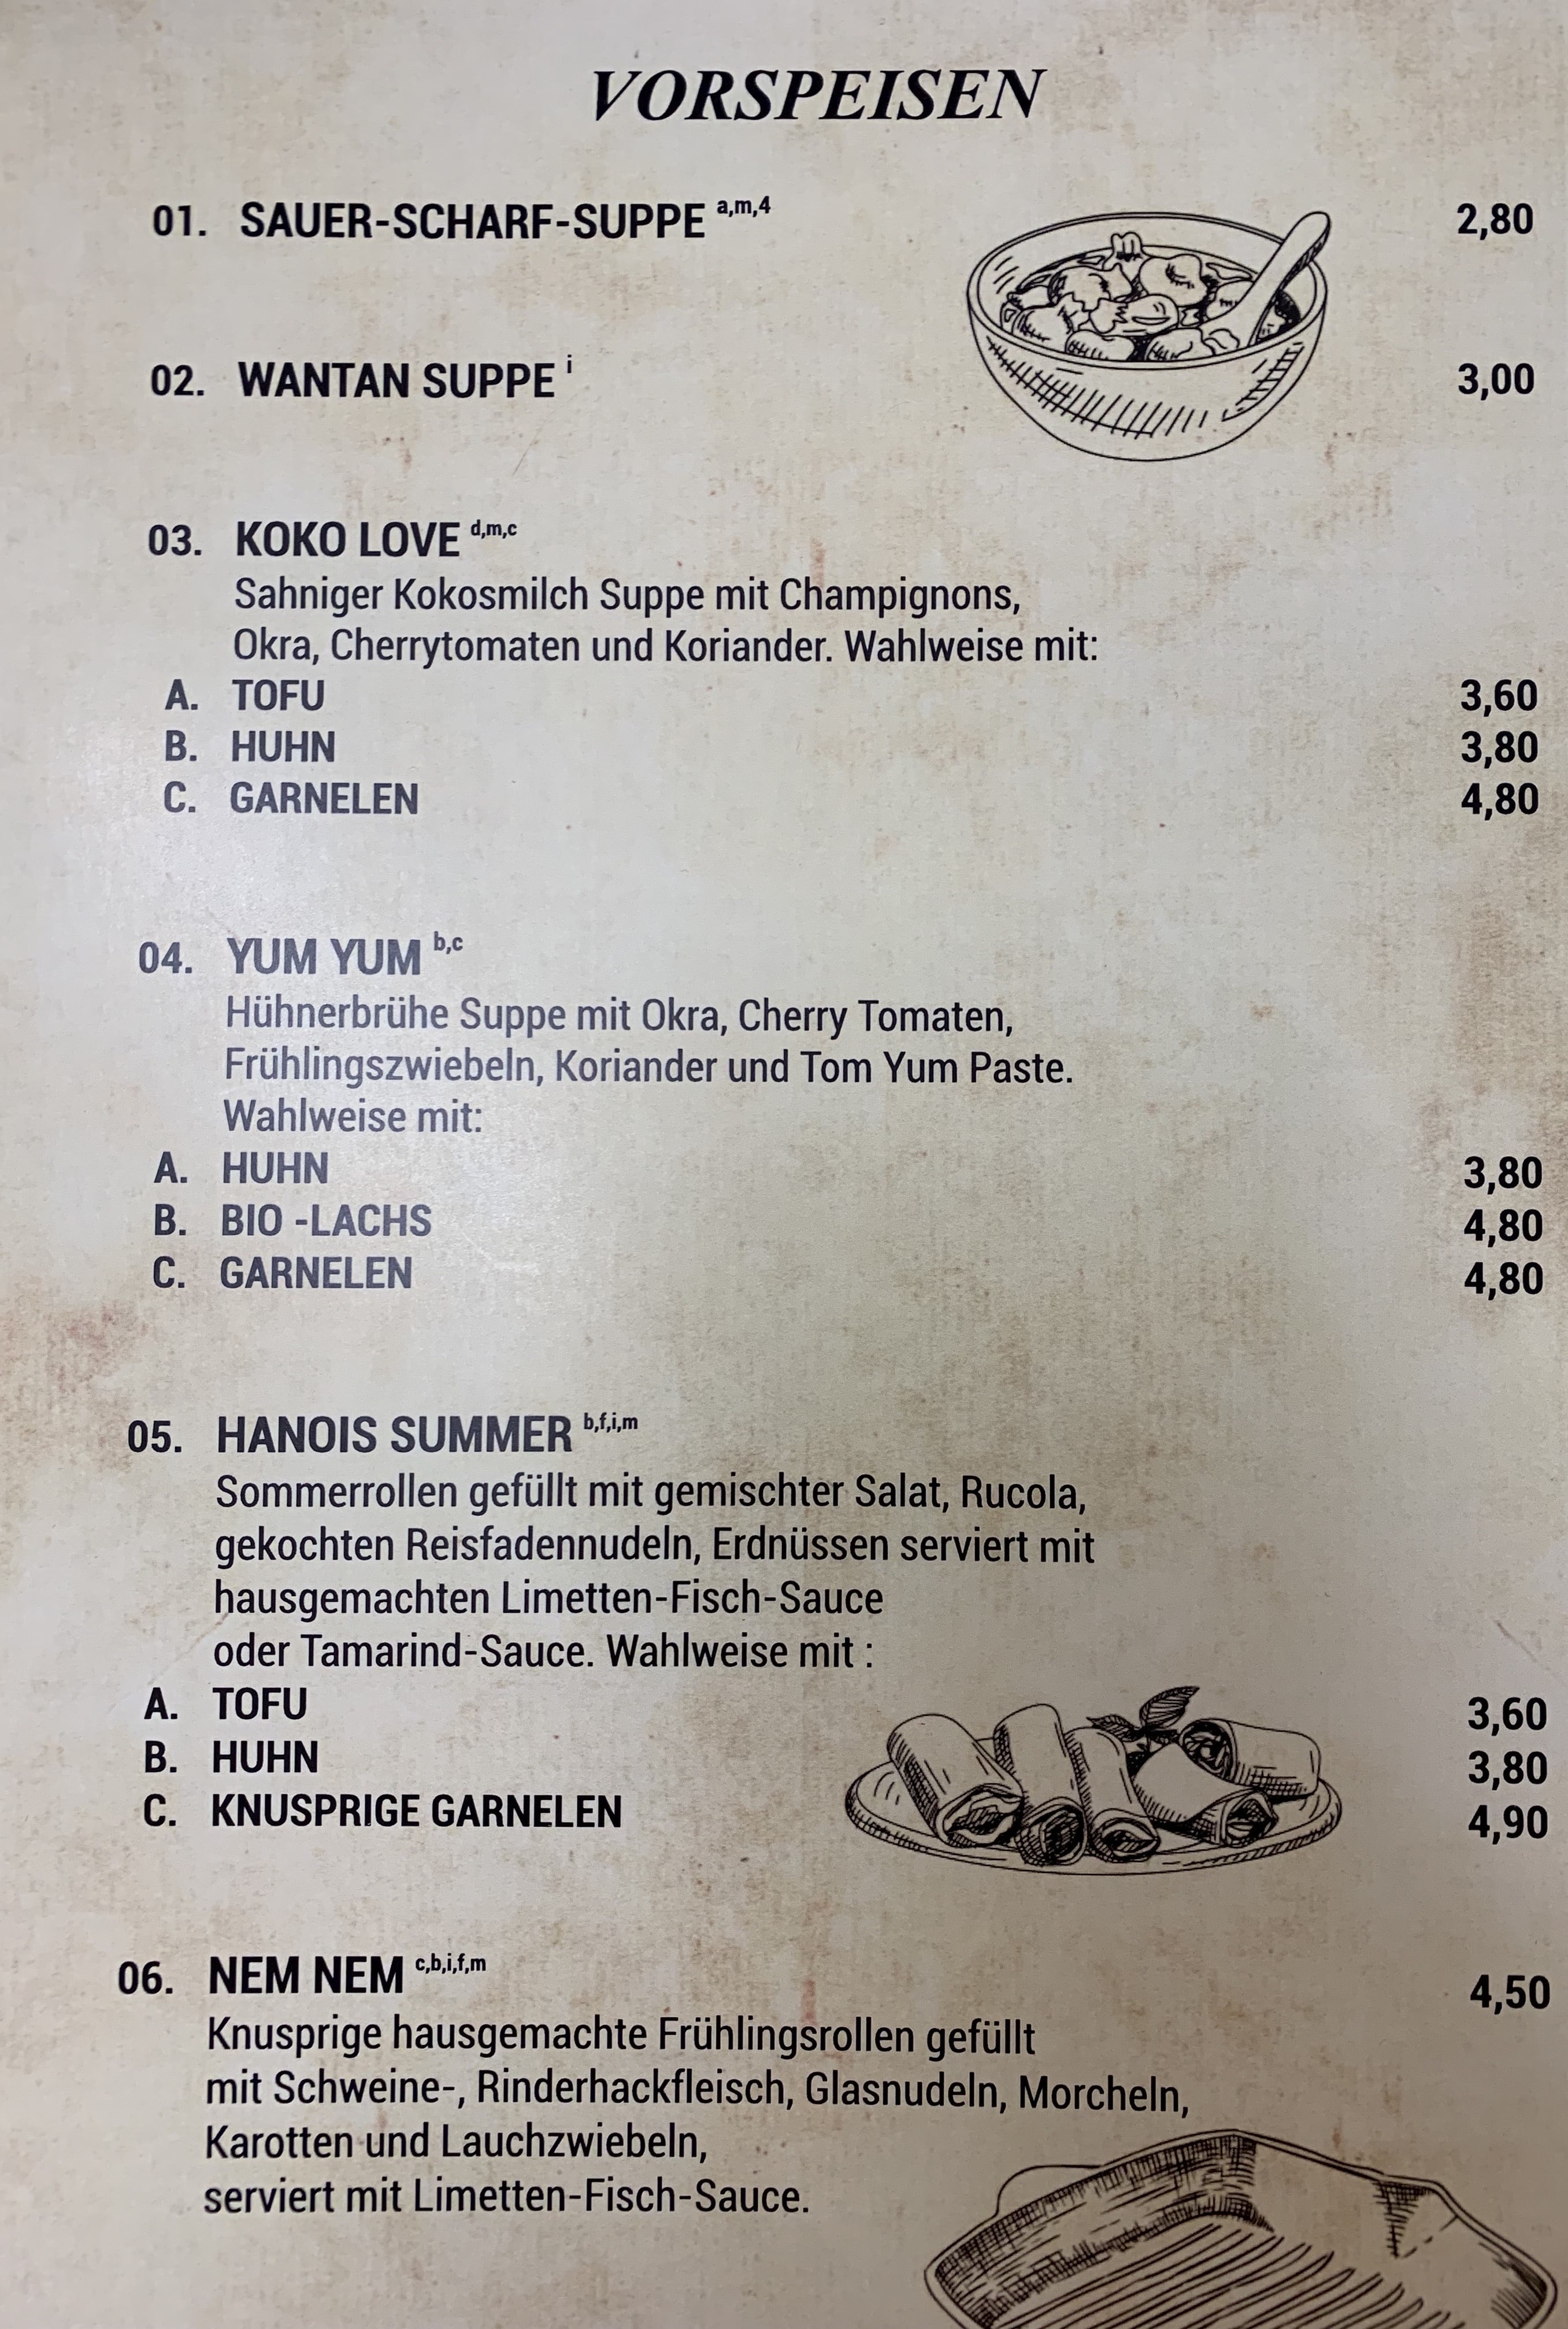 VORSPEISEN
01. SAUER-SCHARF-SUPPE a,m,4 2,80
02. WANTAN SUPPE i 3,00
03. KOKO LOVE d,m,c
Sahniger Kokosmilch Suppe mit Champignons,
Okra, Cherrytomaten und Koriander. Wahlweise mit:
A. TOFU 3,60
B. HUHN 3,80
C. GARNELEN 4,80
04. YUM YUM b,c
Hühnerbrühe Suppe mit Okra, Cherry Tomaten,
Frühlingszwiebeln, Koriander und Tom Yum Paste.
Wahlweise mit:
A. HUHN 3,80
B. BIO -LACHS 4,80
C. GARNELEN 4,80
05. HANOIS SUMMER b,f,i,m
Sommerrollen gefüllt mit gemischter Salat, Rucola,
gekochten Reisfadennudeln, Erdnüssen serviert mit
hausgemachten Limetten-Fisch-Sauce
oder Tamarind-Sauce. Wahlweise mit :
A. TOFU 3,60
B. HUHN 3,80
C. KNUSPRIGE GARNELEN 4,90
06. NEM NEM c,b,i,f,m 4,50
Knusprige hausgemachte Frühlingsrollen gefüllt
mit Schweine-, Rinderhackfleisch, Glasnudeln, Morcheln,
Karotten und Lauchzwiebeln,
serviert mit Limetten-Fisch-Sauce.